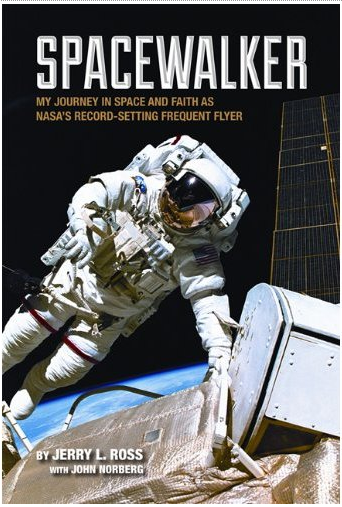 SPACEWALKER
MY JOURNEY IN SPACE AND FAITH AS
NASA'S RECORD-SETTING FREQUENT FLYER
BY JERRY L. ROSS
WITH JOHN NORBERG